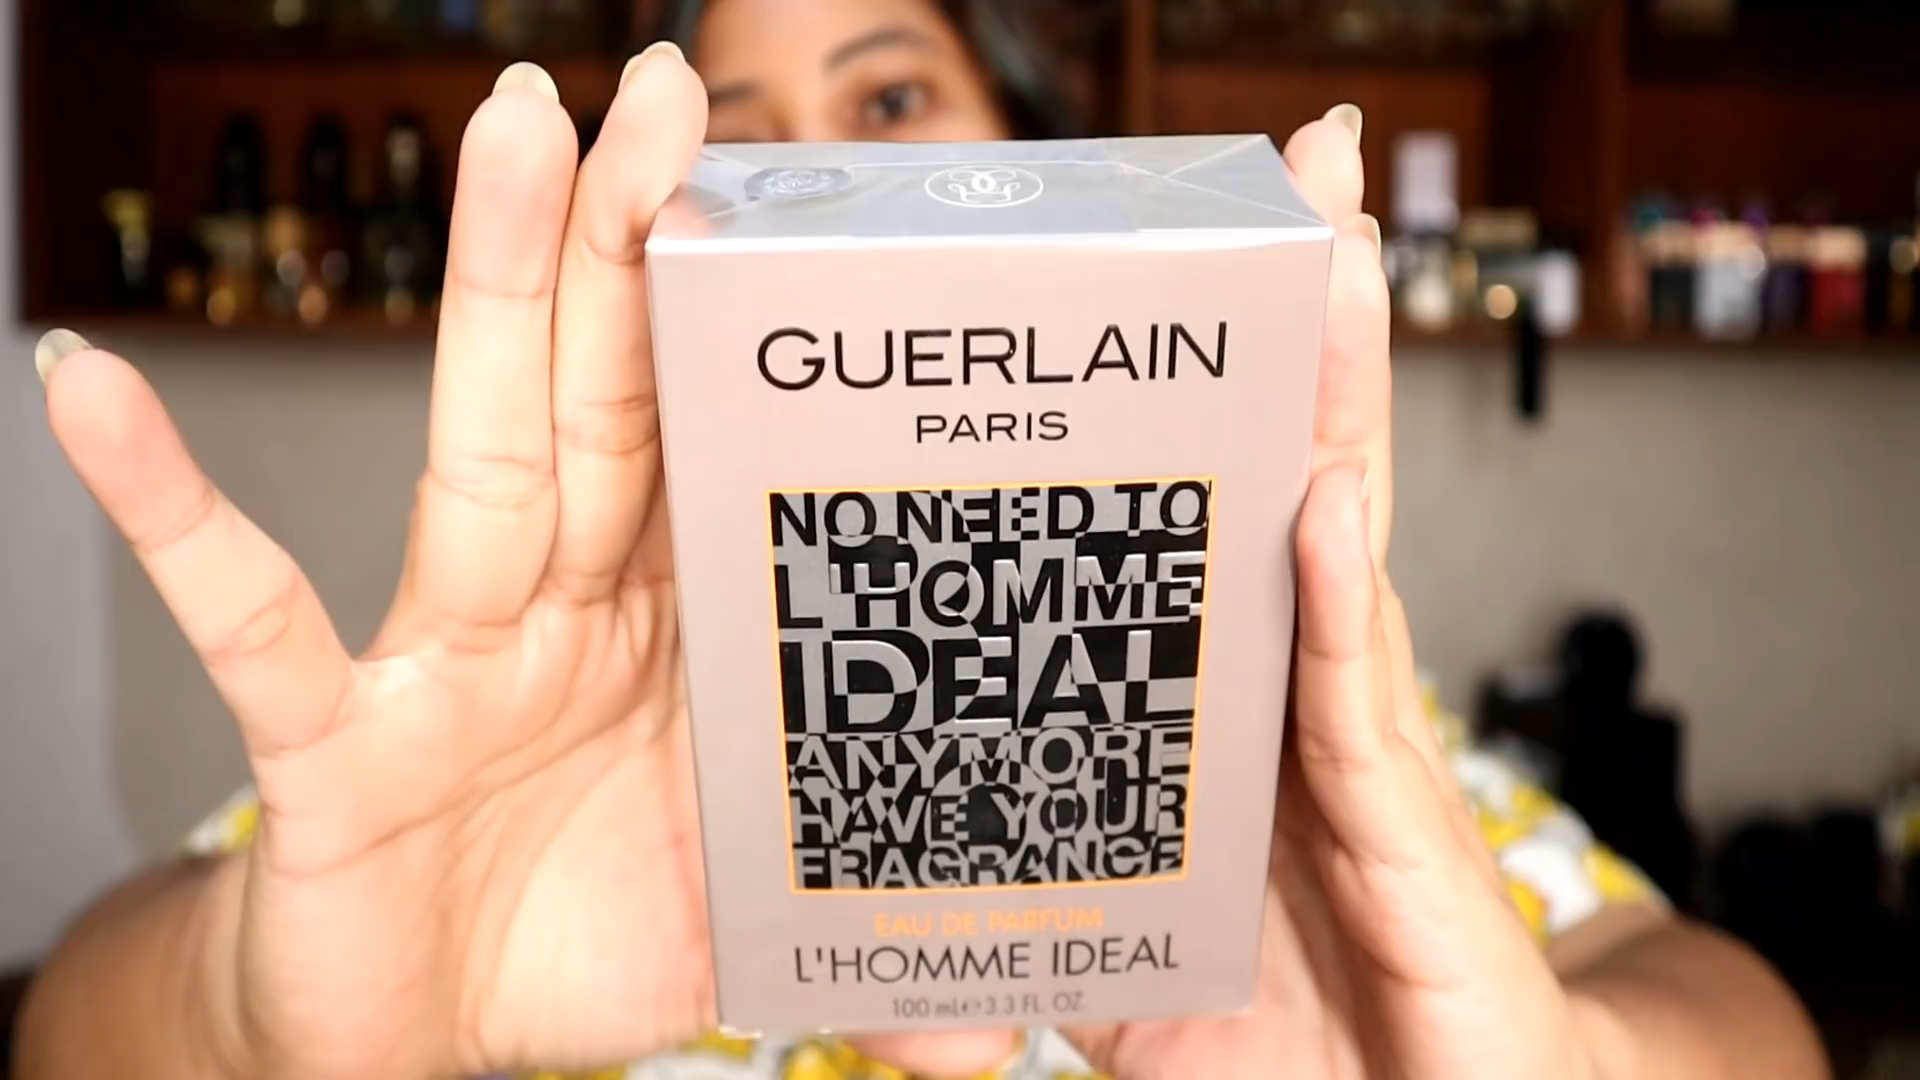 GUERLAIN
PARIS
NO NEED TO
L'HOMME
IDEAL
ANYMORE
HAVE YOUR
FRAGRANCE
EAU DE PARFUM
L'HOMME IDEAL
100 mL e 3.3 FL. OZ.